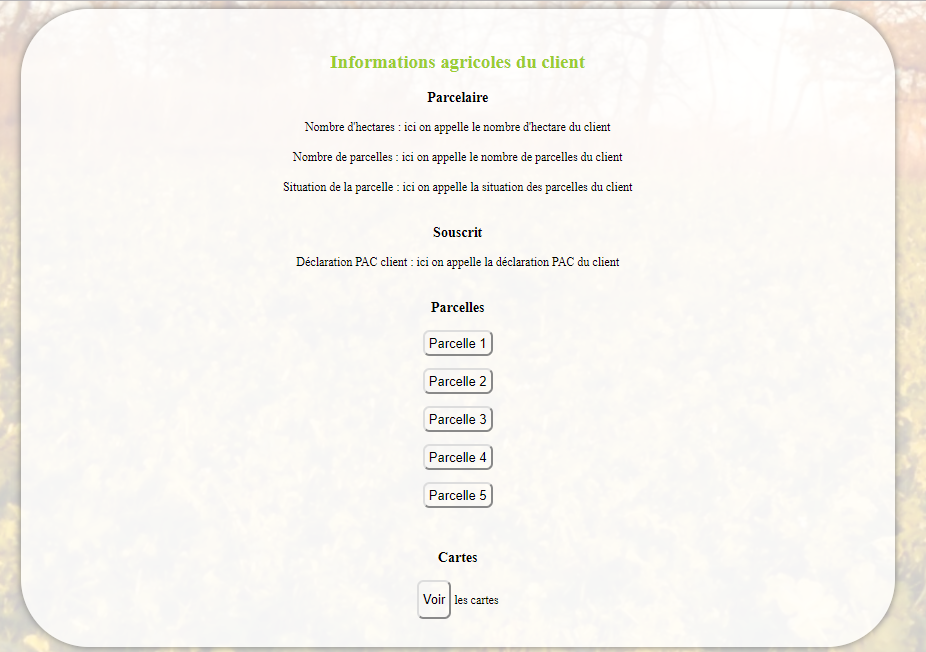 Informations agricoles du client
Parcelaire
Nombre d'hectares : ici on appelle le nombre d'hectare du client
Nombre de parcelles : ici on appelle le nombre de parcelles du client
Situation de la parcelle : ici on appelle la situation des parcelles du client
Souscrit
Déclaration PAC client : ici on appelle la déclaration PAC du client
Parcelles
Parcelle 1
Parcelle 2
Parcelle 3
Parcelle 4
Parcelle 5
Cartes
Voir les cartes